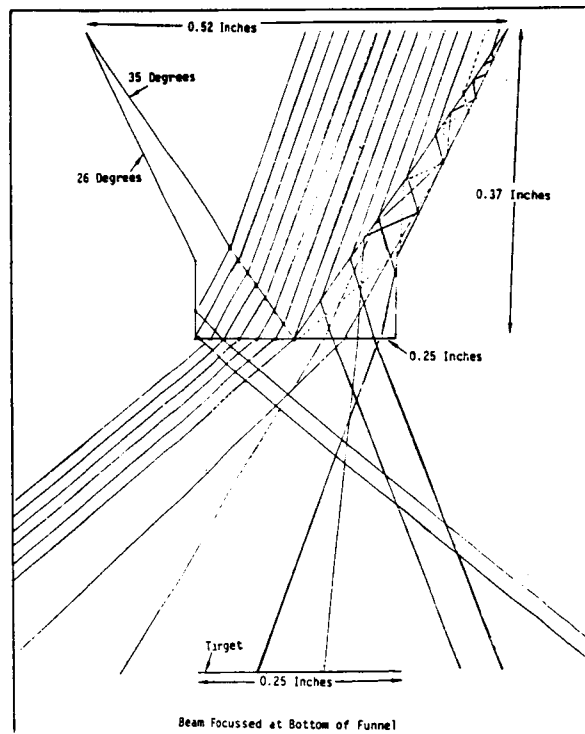 0.52 Inches
35 Degrees
26 Degrees
0.37 Inches
0.25 Inches
Target
0.25 Inches
Beam Focussed at Bottom of Funnel